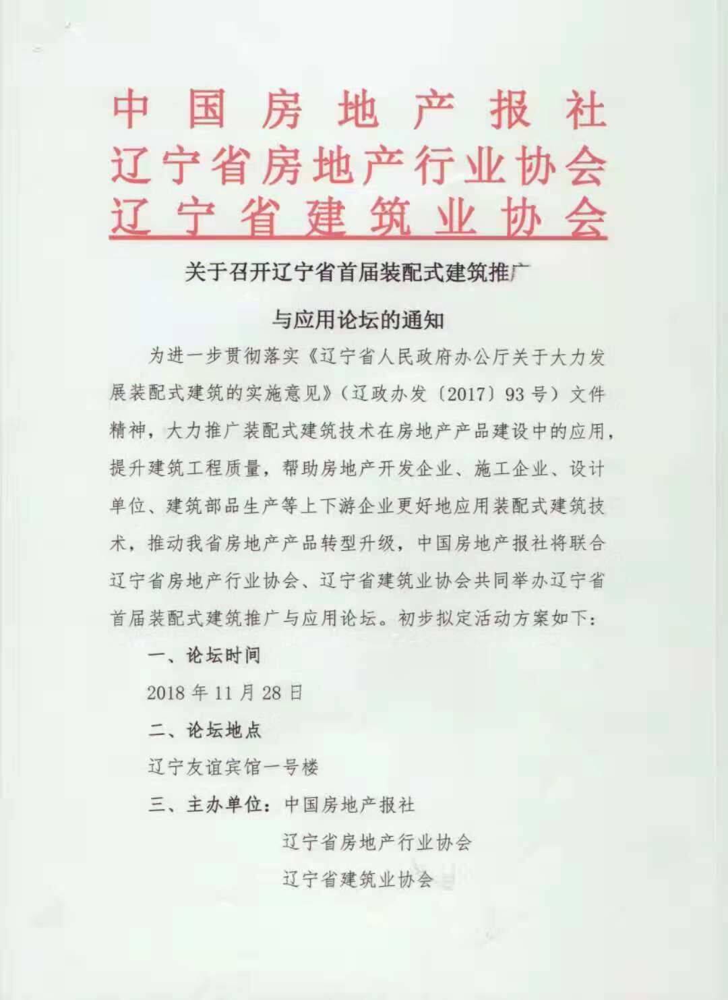 中国房地产报社
辽宁省房地产行业协会
辽宁省建筑业协会
关于召开辽宁省首届装配式建筑推广
与应用论坛的通知
为进一步贯彻落实《辽宁省人民政府办公厅关于大力发
展装配式建筑的实施意见》（辽政办发〔2017〕93号）文件
精神，大力推广装配式建筑技术在房地产产品建设中的应用，
提升建筑工程质量，帮助房地产开发企业、施工企业、设计
单位、建筑部品生产等上下游企业更好地应用装配式建筑技
术，推动我省房地产产品转型升级，中国房地产报社将联合
辽宁省房地产行业协会、辽宁省建筑业协会共同举办辽宁省
首届装配式建筑推广与应用论坛。初步拟定活动方案如下：
一、论坛时间
2018年11月28日
二、论坛地点
辽宁友谊宾馆一号楼
三、主办单位：中国房地产报社
辽宁省房地产行业协会
辽宁省建筑业协会